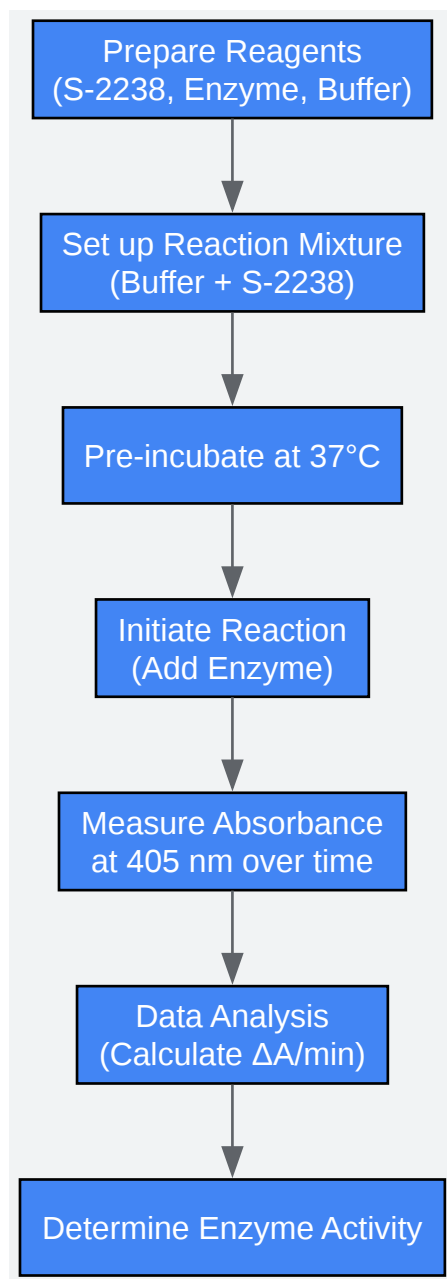 Prepare Reagents
(S-2238, Enzyme, Buffer)
Set up Reaction Mixture
(Buffer + S-2238)
Pre-incubate at 37°C
Initiate Reaction
(Add Enzyme)
Measure Absorbance
at 405 nm over time
Data Analysis
(Calculate ΔA/min)
Determine Enzyme Activity